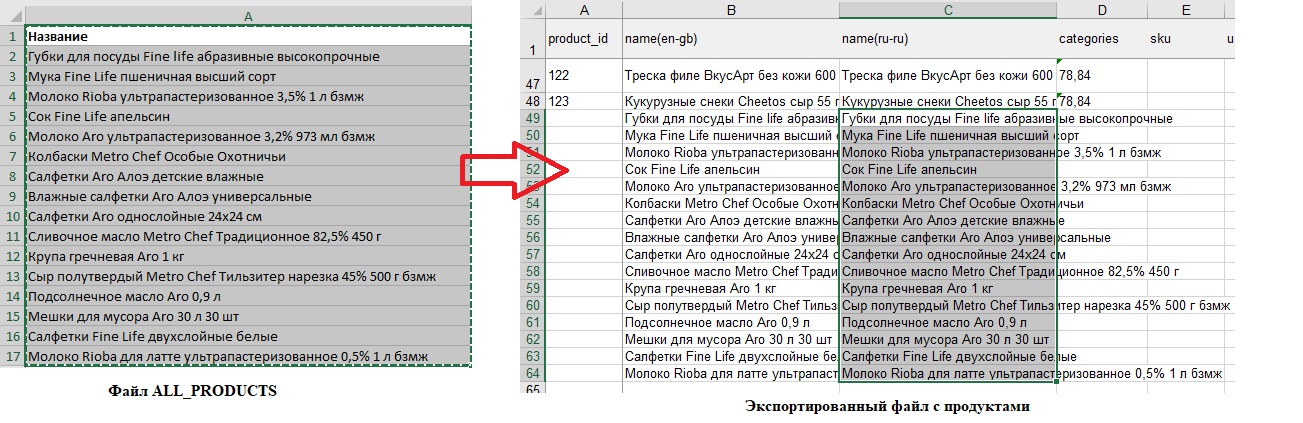 A
1 Название
2 Губки для посуды Fine life абразивные высокопрочные
3 Мука Fine Life пшеничная высший сорт
4 Молоко Rioba ультрапастеризованное 3,5% 1 л бзмж
5 Сок Fine Life апельсин
6 Молоко Aro ультрапастеризованное 3,2% 973 мл бзмж
7 Колбаски Metro Chef Особые Охотничьи
8 Салфетки Aro Алоэ детские влажные
9 Влажные салфетки Aro Алоэ универсальные
10 Салфетки Aro однослойные 24х24 см
11 Сливочное масло Metro Chef Традиционное 82,5% 450 г
12 Крупа гречневая Aro 1 кг
13 Сыр полутвердый Metro Chef Тильзитер нарезка 45% 500 г бзмж
14 Подсолнечное масло Aro 0,9 л
15 Мешки для мусора Aro 30 л 30 шт
16 Салфетки Fine Life двухслойные белые
17 Молоко Rioba для латте ультрапастеризованное 0,5% 1 л бзмж
Файл ALL_PRODUCTS
A B C D E
1 product_id name(en-gb) name(ru-ru) categories sku u
47 122 Треска филе ВкусАрт без кожи 600 Треска филе ВкусАрт без кожи 600 78,84
48 123 Кукурузные снеки Cheetos сыр 55 г Кукурузные снеки Cheetos сыр 55 г 78,84
49 Губки для посуды Fine life абразивн Губки для посуды Fine life абразивные высокопрочные
50 Мука Fine Life пшеничная высший Мука Fine Life пшеничная высший сорт
51 Молоко Rioba ультрапастеризованн Молоко Rioba ультрапастеризованное 3,5% 1 л бзмж
52 Сок Fine Life апельсин Сок Fine Life апельсин
53 Молоко Aro ультрапастеризованное Молоко Aro ультрапастеризованное 3,2% 973 мл бзмж
54 Колбаски Metro Chef Особые Охотн Колбаски Metro Chef Особые Охотничьи
55 Салфетки Aro Алоэ детские влажны Салфетки Aro Алоэ детские влажные
56 Влажные салфетки Aro Алоэ универ Влажные салфетки Aro Алоэ универсальные
57 Салфетки Aro однослойные 24х24 с Салфетки Aro однослойные 24х24 см
58 Сливочное масло Metro Chef Тради Сливочное масло Metro Chef Традиционное 82,5% 450 г
59 Крупа гречневая Aro 1 кг Крупа гречневая Aro 1 кг
60 Сыр полутвердый Metro Chef Тильз Сыр полутвердый Metro Chef Тильзитер нарезка 45% 500 г бзмж
61 Подсолнечное масло Aro 0,9 л Подсолнечное масло Aro 0,9 л
62 Мешки для мусора Aro 30 л 30 шт Мешки для мусора Aro 30 л 30 шт
63 Салфетки Fine Life двухслойные бе Салфетки Fine Life двухслойные белые
64 Молоко Rioba для латте ультрапаст Молоко Rioba для латте ультрапастеризованное 0,5% 1 л бзмж
65
Экспортированный файл с продуктами